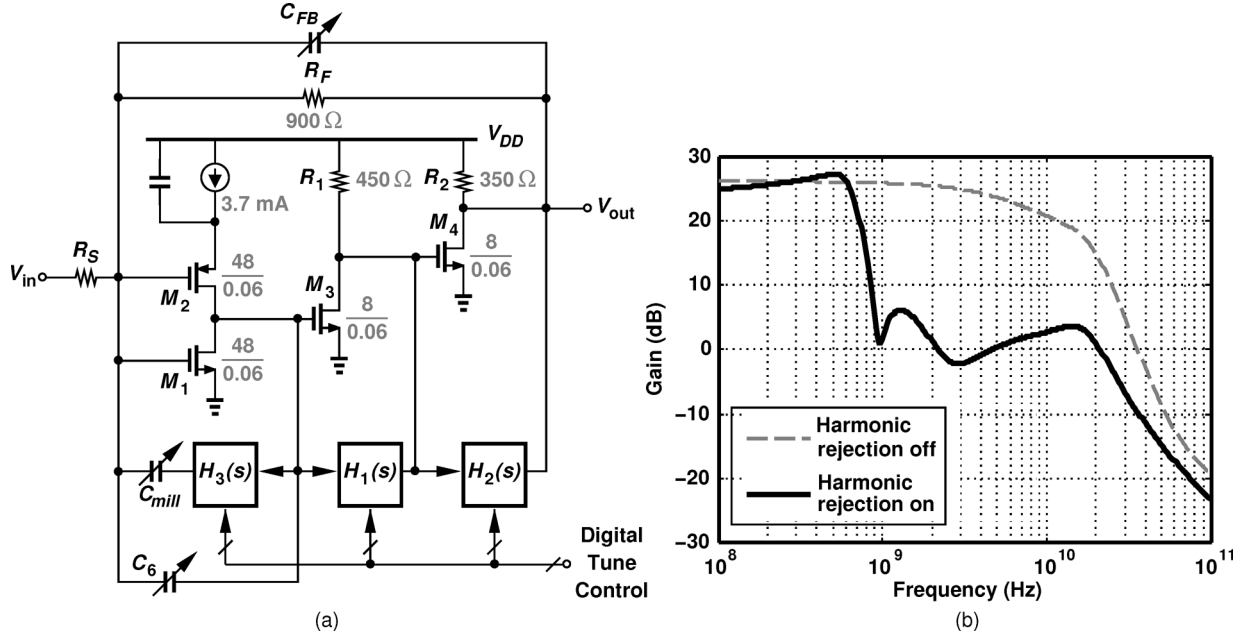 C_FB
R_F
900 Ω
V_DD
R_1
450 Ω
R_2
350 Ω
3.7 mA
V_out
M_4
8
0.06
R_S
V_in
48
0.06
M_2
M_3
8
0.06
48
0.06
M_1
H_3(s)
H_1(s)
H_2(s)
C_mill
C_6
Digital
Tune
Control
(a)
30
20
10
0
−10
−20
−30
Gain (dB)
Harmonic
rejection off
Harmonic
rejection on
10^8
10^9
10^10
10^11
Frequency (Hz)
(b)